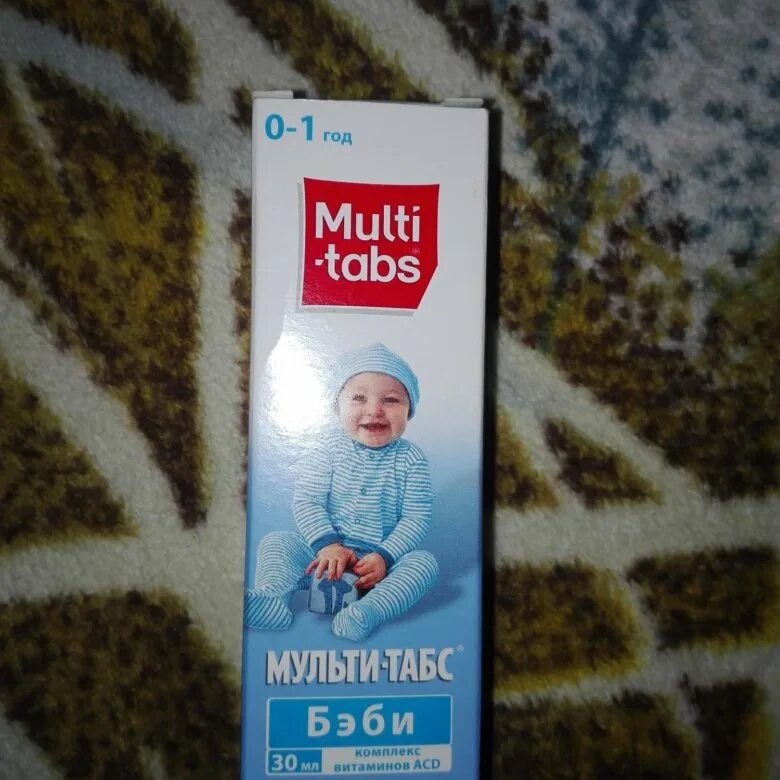 0-1 год
Multi
-tabs®
МУЛЬТИ-ТАБС®
Бэби
30 мл
комплекс
витаминов ACD